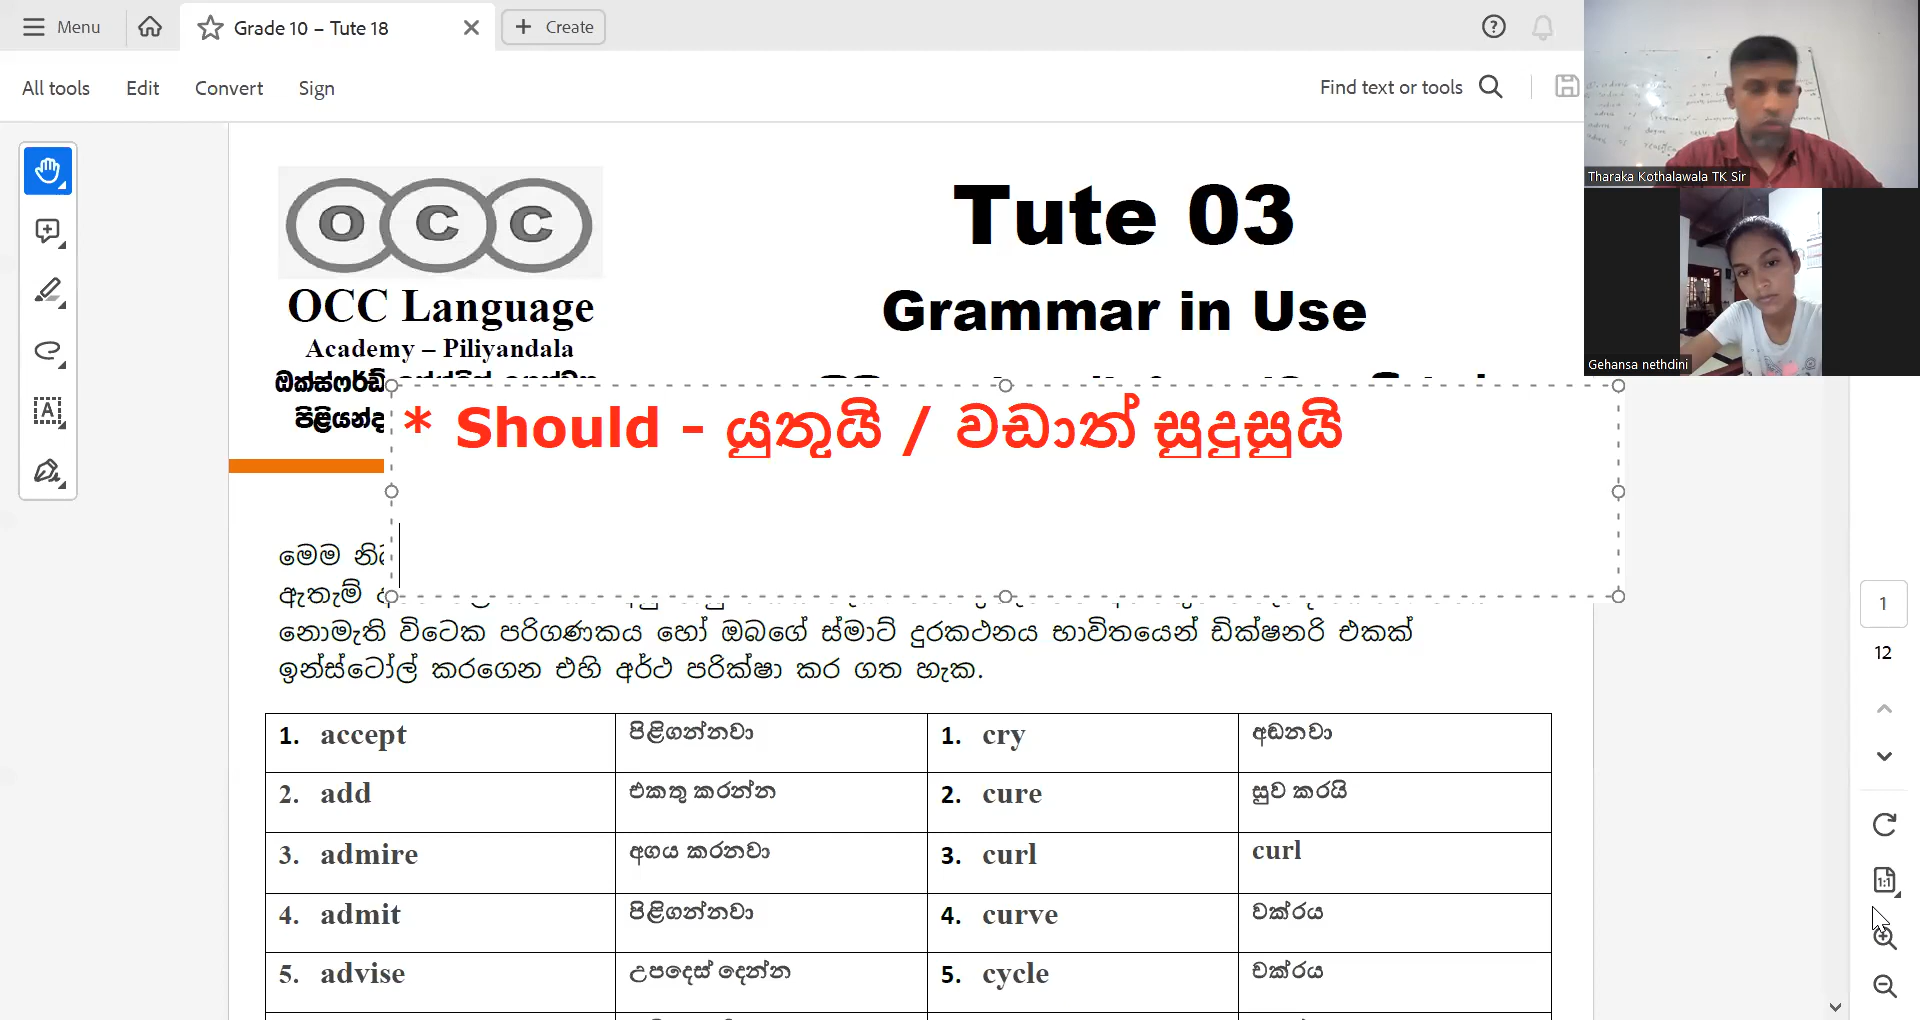 Menu
Grade 10 – Tute 18
Create
All tools
Edit
Convert
Sign
Find text or tools
Tharaka Kothalawala TK Sir
Gehansa nethdini
OCC
OCC Language
Academy – Piliyandala
ඔක්ස්ෆර්ඩ්
Tute 03
Grammar in Use
* Should - යුතුයි / වඩාත් සුදුසුයි
මෙම
ඇතැම්
නොමැති විටෙක පරිගණකය හෝ ඔබගේ ස්මාට් දුරකථනය භාවිතයෙන් ඩික්ෂනරි එකක්
ඉන්ස්ටෝල් කරගෙන එහි අර්ථ පරික්ෂා කර ගත හැක.
1. accept පිළිගන්නවා 1. cry අඬනවා
2. add එකතු කරන්න 2. cure සුව කරයි
3. admire අගය කරනවා 3. curl curl
4. admit පිළිගන්නවා 4. curve වක්රය
5. advise උපදෙස් දෙන්න 5. cycle චක්රය
1
12